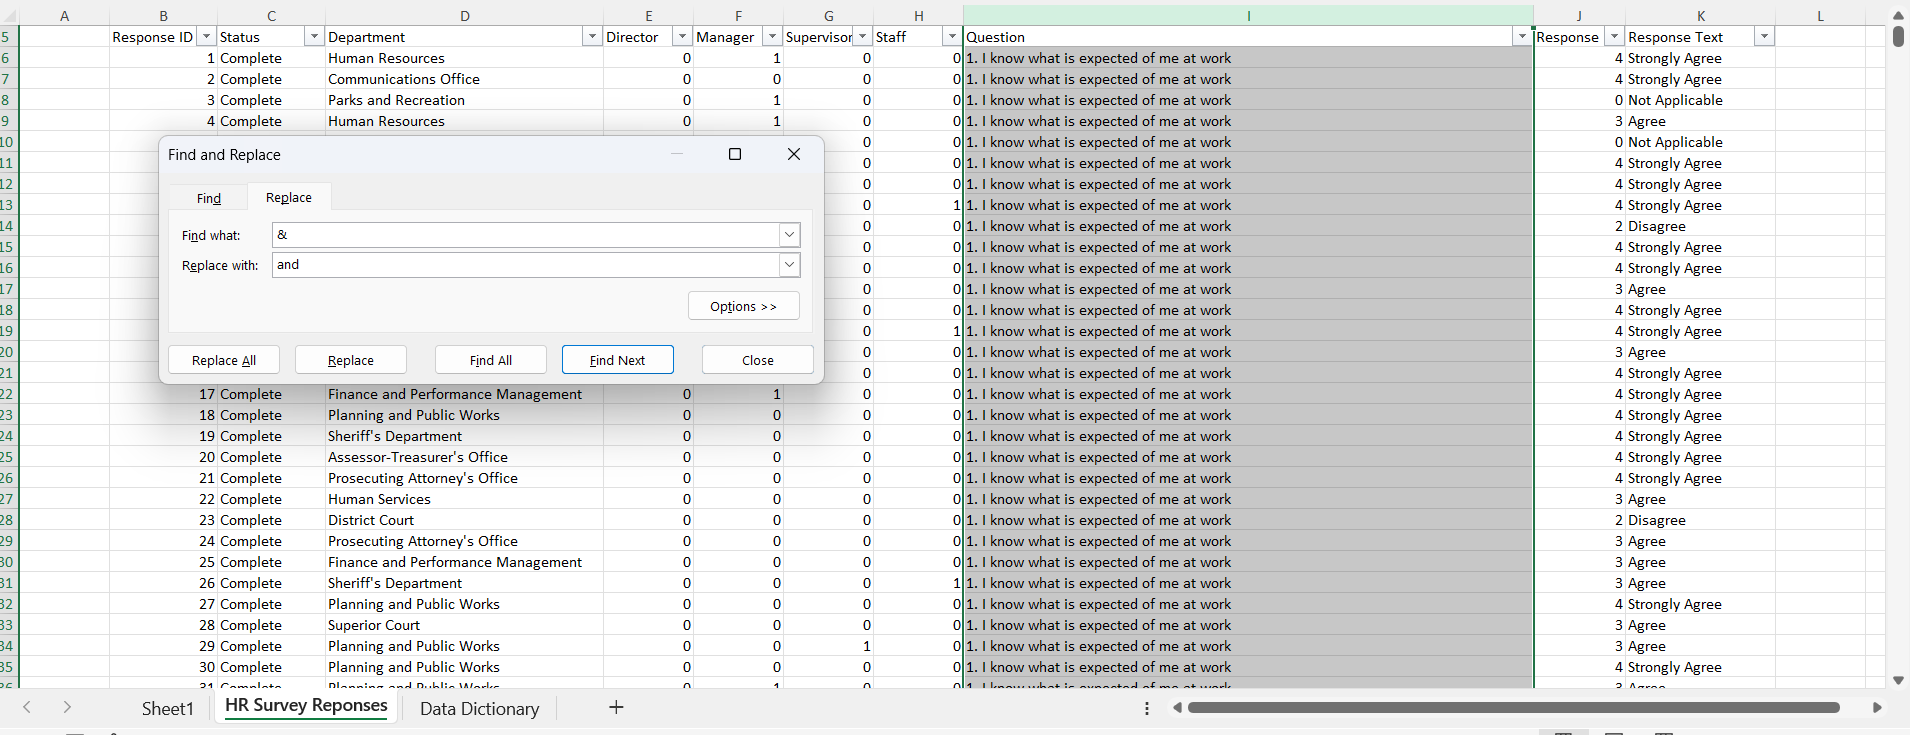 A B C D E F G H I J K L
5 Response ID Status Department Director Manager Supervisor Staff Question Response Response Text
6 1 Complete Human Resources 0 1 0 0 1. I know what is expected of me at work 4 Strongly Agree
7 2 Complete Communications Office 0 0 0 0 1. I know what is expected of me at work 4 Strongly Agree
8 3 Complete Parks and Recreation 0 1 0 0 1. I know what is expected of me at work 0 Not Applicable
9 4 Complete Human Resources 0 1 0 0 1. I know what is expected of me at work 3 Agree
10 0 0 1. I know what is expected of me at work 0 Not Applicable
Find and Replace
11 0 0 1. I know what is expected of me at work 4 Strongly Agree
12 0 0 1. I know what is expected of me at work 4 Strongly Agree
Find Replace
13 0 1 1. I know what is expected of me at work 4 Strongly Agree
14 0 0 1. I know what is expected of me at work 2 Disagree
Find what: &
15 0 0 1. I know what is expected of me at work 4 Strongly Agree
Replace with: and
16 0 0 1. I know what is expected of me at work 4 Strongly Agree
17 0 0 1. I know what is expected of me at work 3 Agree
Options >>
18 0 0 1. I know what is expected of me at work 4 Strongly Agree
19 0 1 1. I know what is expected of me at work 4 Strongly Agree
20 0 0 1. I know what is expected of me at work 3 Agree
Replace All Replace Find All Find Next Close
21 0 0 1. I know what is expected of me at work 4 Strongly Agree
22 17 Complete Finance and Performance Management 0 1 0 0 1. I know what is expected of me at work 4 Strongly Agree
23 18 Complete Planning and Public Works 0 0 0 0 1. I know what is expected of me at work 4 Strongly Agree
24 19 Complete Sheriff's Department 0 0 0 0 1. I know what is expected of me at work 4 Strongly Agree
25 20 Complete Assessor-Treasurer's Office 0 0 0 0 1. I know what is expected of me at work 4 Strongly Agree
26 21 Complete Prosecuting Attorney's Office 0 0 0 0 1. I know what is expected of me at work 4 Strongly Agree
27 22 Complete Human Services 0 0 0 0 1. I know what is expected of me at work 3 Agree
28 23 Complete District Court 0 0 0 0 1. I know what is expected of me at work 2 Disagree
29 24 Complete Prosecuting Attorney's Office 0 0 0 0 1. I know what is expected of me at work 3 Agree
30 25 Complete Finance and Performance Management 0 0 0 0 1. I know what is expected of me at work 3 Agree
31 26 Complete Sheriff's Department 0 0 0 1 1. I know what is expected of me at work 3 Agree
32 27 Complete Planning and Public Works 0 0 0 0 1. I know what is expected of me at work 4 Strongly Agree
33 28 Complete Superior Court 0 0 0 0 1. I know what is expected of me at work 3 Agree
34 29 Complete Planning and Public Works 0 0 1 0 1. I know what is expected of me at work 3 Agree
35 30 Complete Planning and Public Works 0 0 0 0 1. I know what is expected of me at work 4 Strongly Agree
36 31 Complete Planning and Public Works 0 1 0 0 1. I know what is expected of me at work 3 Agree
Sheet1 HR Survey Reponses Data Dictionary